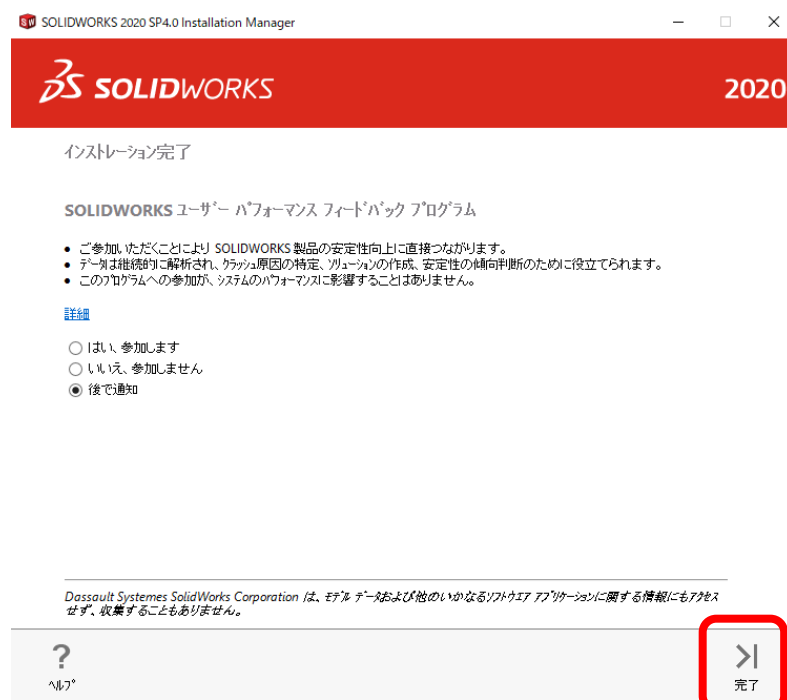 SOLIDWORKS 2020 SP4.0 Installation Manager
SOLIDWORKS
2020
インストレーション完了
SOLIDWORKS ユーザー パフォーマンス フィードバック プログラム
ご参加いただくことにより SOLIDWORKS 製品の安定性向上に直接つながります。
データは継続的に解析され、クラッシュ原因の特定、ソリューションの作成、安定性の傾向判断のために役立てられます。
このプログラムへの参加が、システムのパフォーマンスに影響することはありません。
詳細
はい、参加します
いいえ、参加しません
後で通知
Dassault Systemes SolidWorks Corporation は、モデル データおよび他のいかなるソフトウエア アプリケーションに関する情報にもアクセス
せず、収集することもありません。
?
ヘルプ
完了